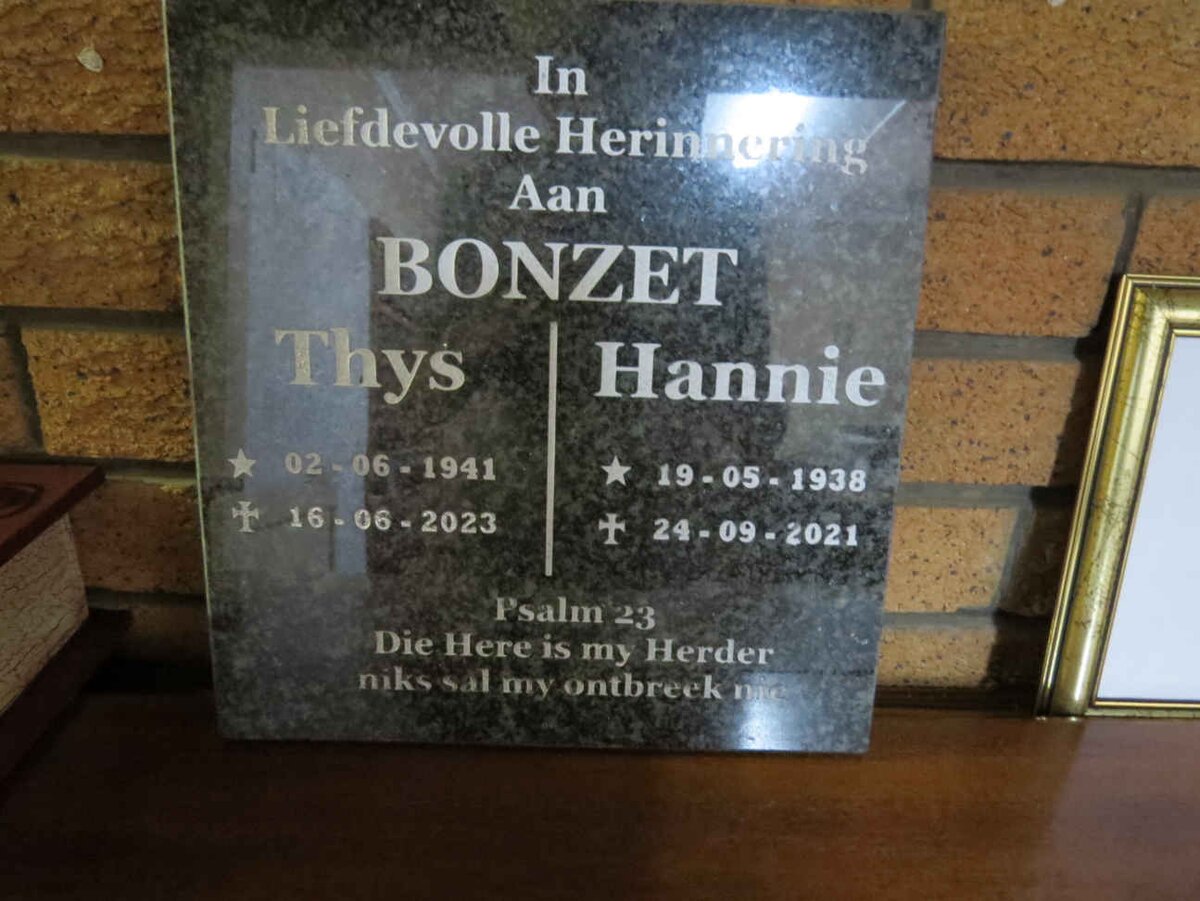 In
Liefdevolle Herinnering
Aan
BONZET
Thys
★ 02-06-1941
✝ 16-06-2023
Hannie
★ 19-05-1938
✝ 24-09-2021
Psalm 23
Die Here is my Herder
niks sal my ontbreek nie